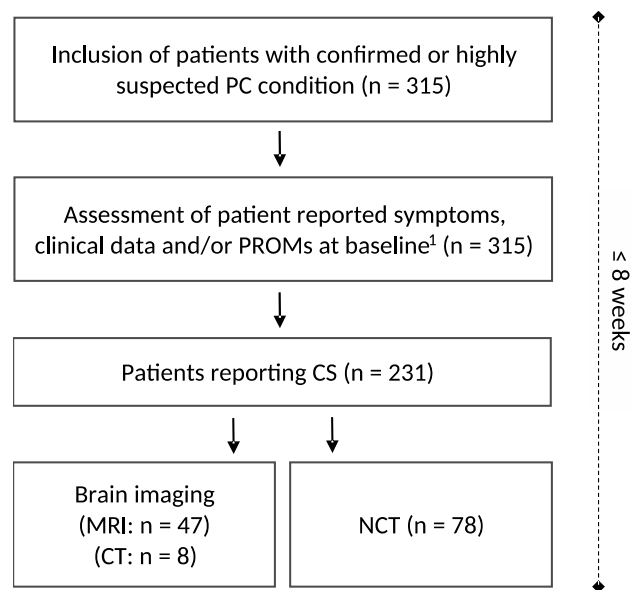 Inclusion of patients with confirmed or highly
suspected PC condition (n = 315)
Assessment of patient reported symptoms,
clinical data and/or PROMs at baseline¹ (n = 315)
Patients reporting CS (n = 231)
Brain imaging
(MRI: n = 47)
(CT: n = 8)
NCT (n = 78)
≤ 8 weeks